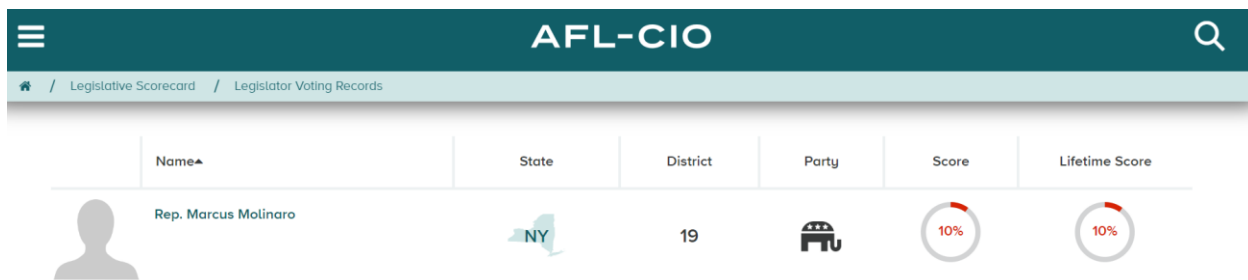 AFL-CIO
/ Legislative Scorecard / Legislator Voting Records
Name State District Party Score Lifetime Score
Rep. Marcus Molinaro NY 19 10% 10%